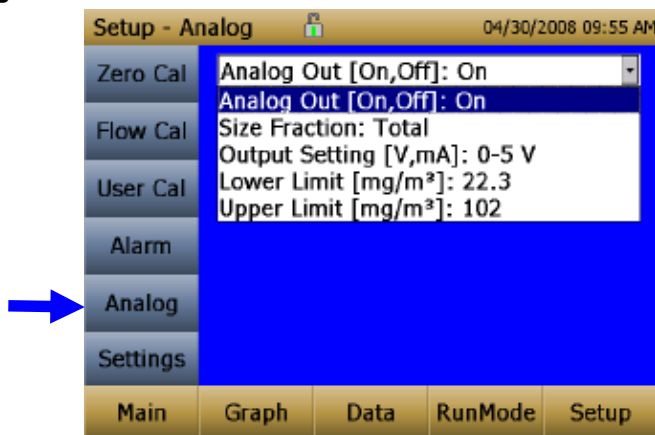 Setup - Analog 04/30/2008 09:55 AM
Zero Cal
Analog Out [On,Off]: On
Analog Out [On,Off]: On
Flow Cal
Size Fraction: Total
Output Setting [V,mA]: 0-5 V
User Cal
Lower Limit [mg/m³]: 22.3
Upper Limit [mg/m³]: 102
Alarm
Analog
Settings
Main Graph Data RunMode Setup